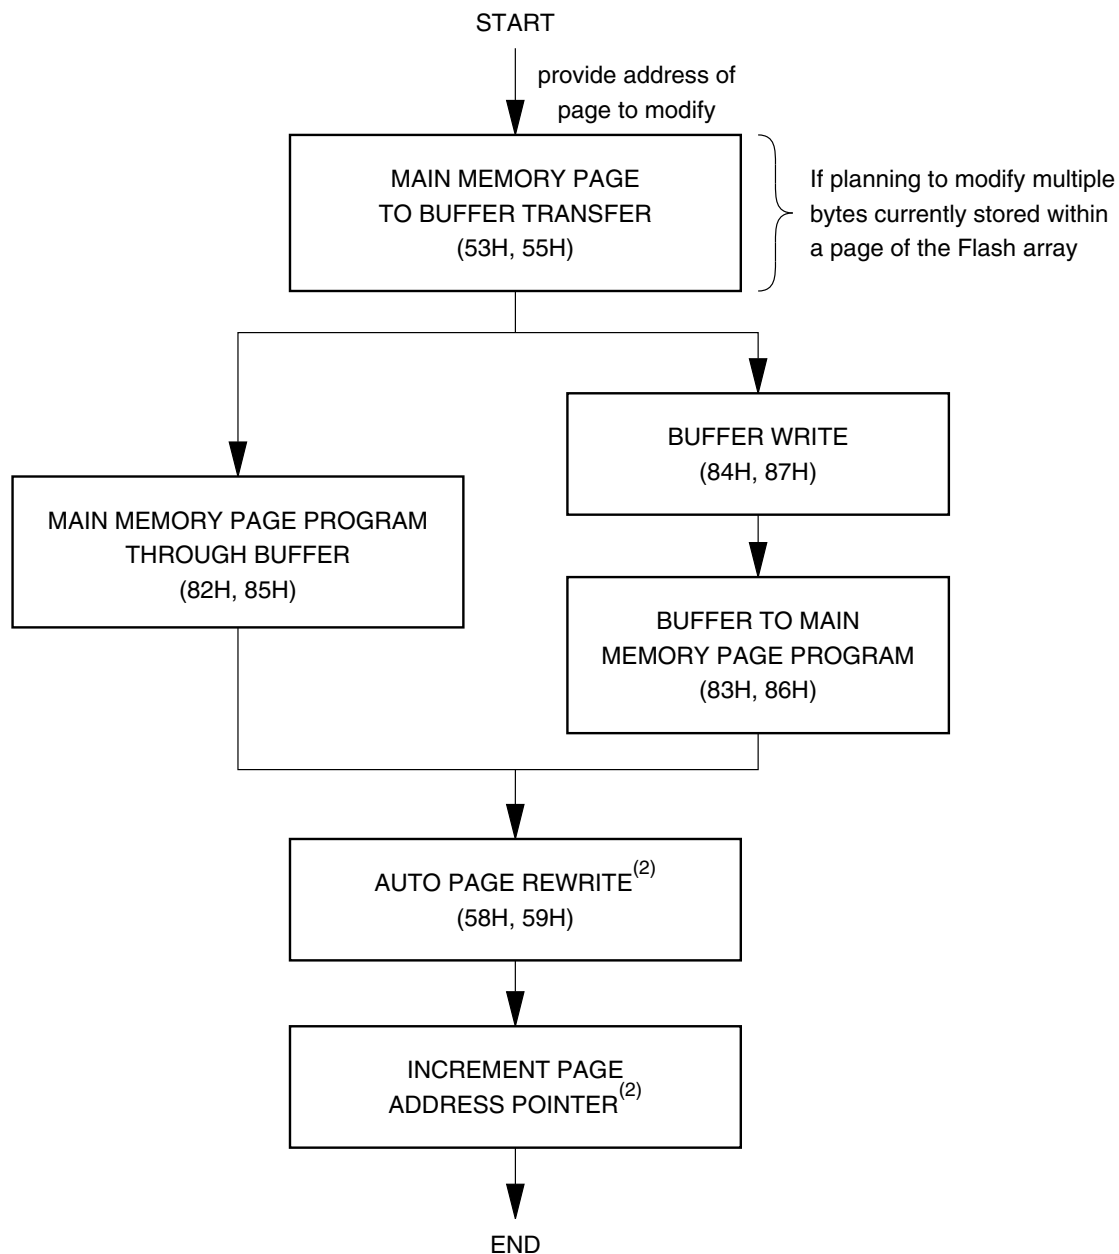 START
provide address of
page to modify
MAIN MEMORY PAGE
TO BUFFER TRANSFER
(53H, 55H)
If planning to modify multiple
bytes currently stored within
a page of the Flash array
BUFFER WRITE
(84H, 87H)
MAIN MEMORY PAGE PROGRAM
THROUGH BUFFER
(82H, 85H)
BUFFER TO MAIN
MEMORY PAGE PROGRAM
(83H, 86H)
AUTO PAGE REWRITE(2)
(58H, 59H)
INCREMENT PAGE
ADDRESS POINTER(2)
END